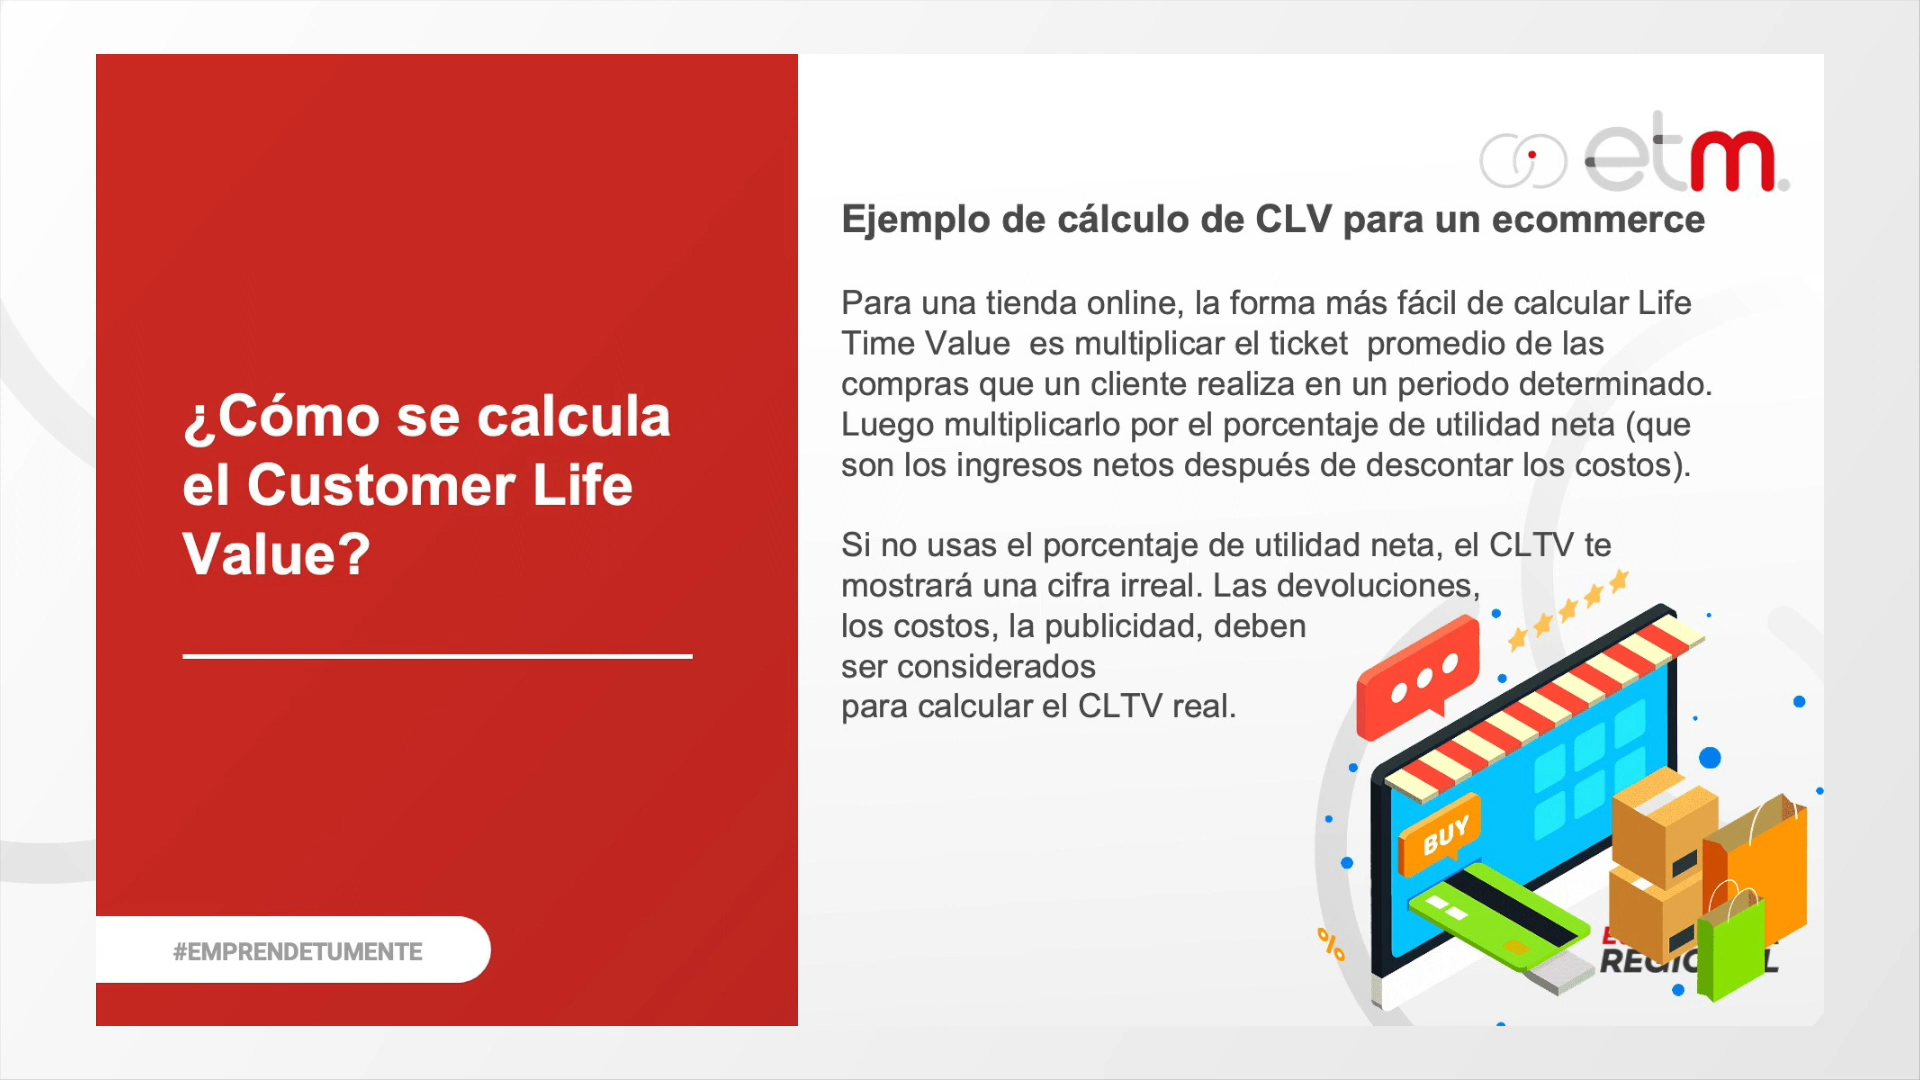 etm.
¿Cómo se calcula
el Customer Life
Value?
#EMPRENDETUMENTE
Ejemplo de cálculo de CLV para un ecommerce
Para una tienda online, la forma más fácil de calcular Life
Time Value  es multiplicar el ticket  promedio de las
compras que un cliente realiza en un periodo determinado.
Luego multiplicarlo por el porcentaje de utilidad neta (que
son los ingresos netos después de descontar los costos).
Si no usas el porcentaje de utilidad neta, el CLTV te
mostrará una cifra irreal. Las devoluciones,
los costos, la publicidad, deben
ser considerados
para calcular el CLTV real.
BUY
%